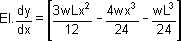 EI.dy/dx = [3wLx²/12 - 4wx³/24 - wL³/24]